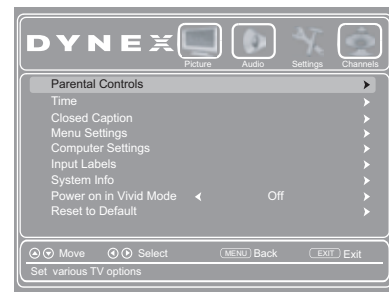 DYNEX
Picture Audio Settings Channels
Parental Controls
Time
Closed Caption
Menu Settings
Computer Settings
Input Labels
System Info
Power on in Vivid Mode Off
Reset to Default
Move Select MENU Back EXIT Exit
Set various TV options